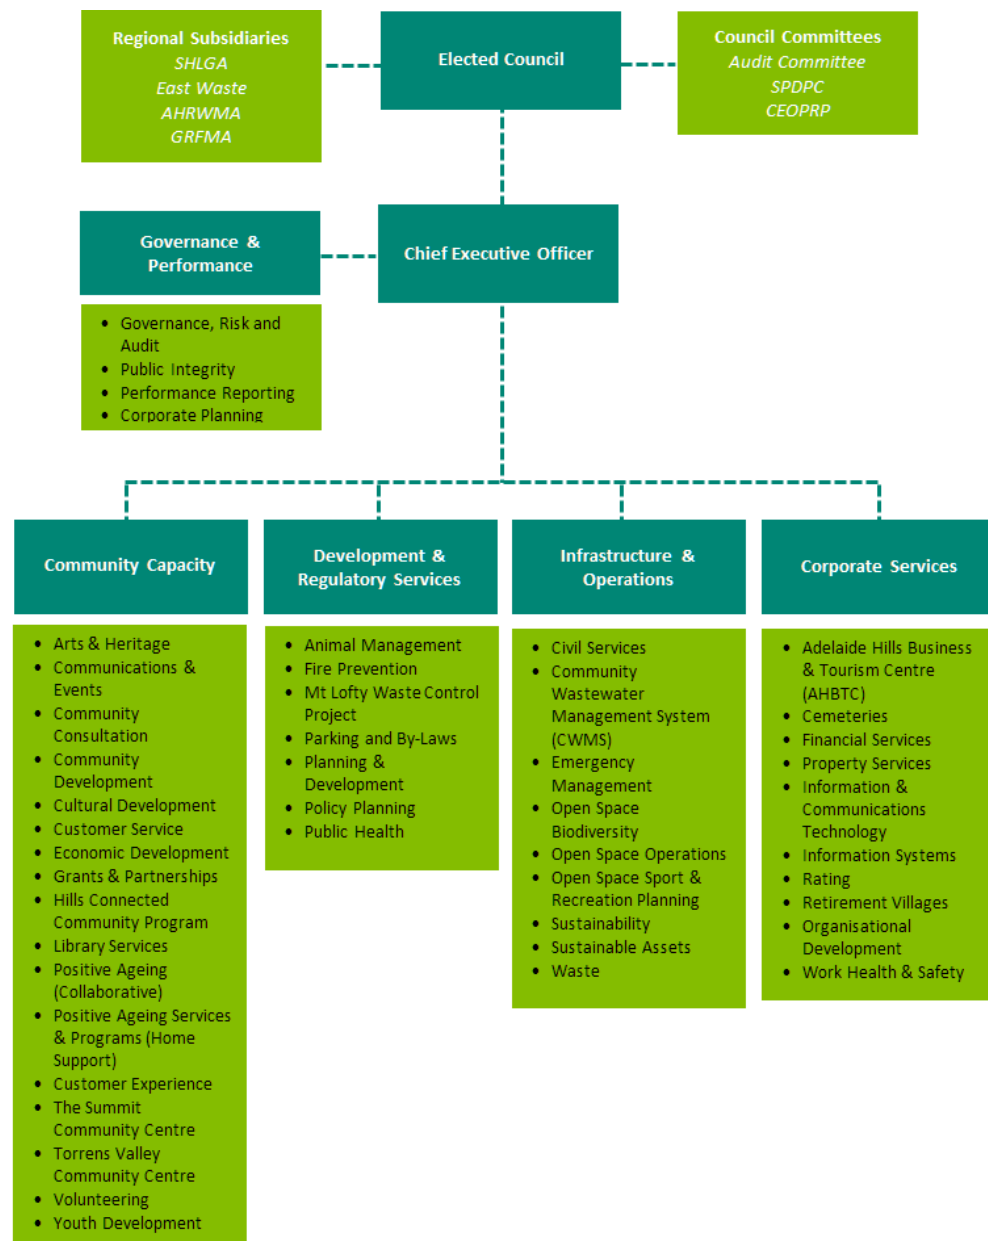 Regional Subsidiaries
SHLGA
East Waste
AHRWMA
GRFMA
Elected Council
Council Committees
Audit Committee
SPDPC
CEOPRP
Governance &
Performance
Chief Executive Officer
• Governance, Risk and
Audit
• Public Integrity
• Performance Reporting
• Corporate Planning
Community Capacity
• Arts & Heritage
• Communications &
Events
• Community
Consultation
• Community
Development
• Cultural Development
• Customer Service
• Economic Development
• Grants & Partnerships
• Hills Connected
Community Program
• Library Services
• Positive Ageing
(Collaborative)
• Positive Ageing Services
& Programs (Home
Support)
• Customer Experience
• The Summit
Community Centre
• Torrens Valley
Community Centre
• Volunteering
• Youth Development
Development &
Regulatory Services
• Animal Management
• Fire Prevention
• Mt Lofty Waste Control
Project
• Parking and By-Laws
• Planning &
Development
• Policy Planning
• Public Health
Infrastructure &
Operations
• Civil Services
• Community
Wastewater
Management System
(CWMS)
• Emergency
Management
• Open Space
Biodiversity
• Open Space Operations
• Open Space Sport &
Recreation Planning
• Sustainability
• Sustainable Assets
• Waste
Corporate Services
• Adelaide Hills Business
& Tourism Centre
(AHBTC)
• Cemeteries
• Financial Services
• Property Services
• Information &
Communications
Technology
• Information Systems
• Rating
• Retirement Villages
• Organisational
Development
• Work Health & Safety